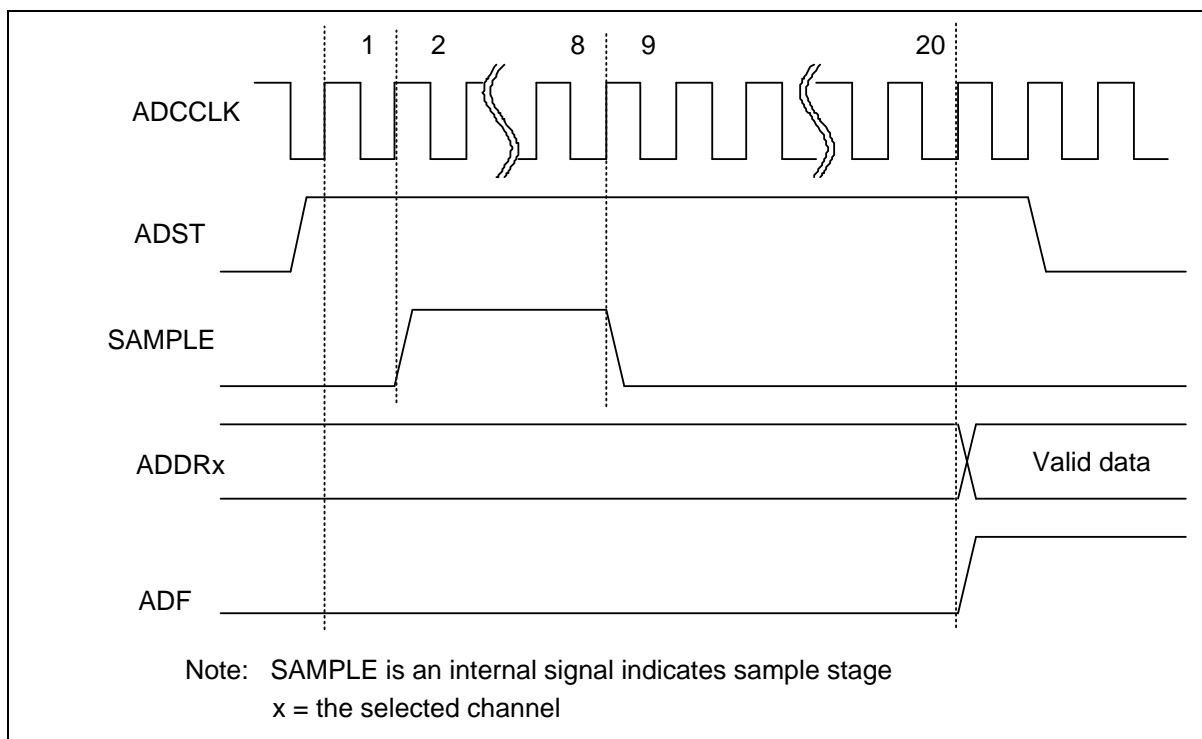 1 2 8 9 20
ADCCLK
ADST
SAMPLE
ADDRx Valid data
ADF
Note: SAMPLE is an internal signal indicates sample stage
x = the selected channel